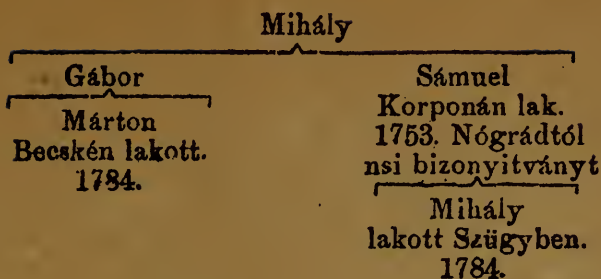 Mihály
Gábor
Márton
Becskén lakott.
1784.
Sámuel
Korponán lak.
1753. Nógrádtól
nsi bizonyitványt
Mihály
lakott Szügyben.
1784.